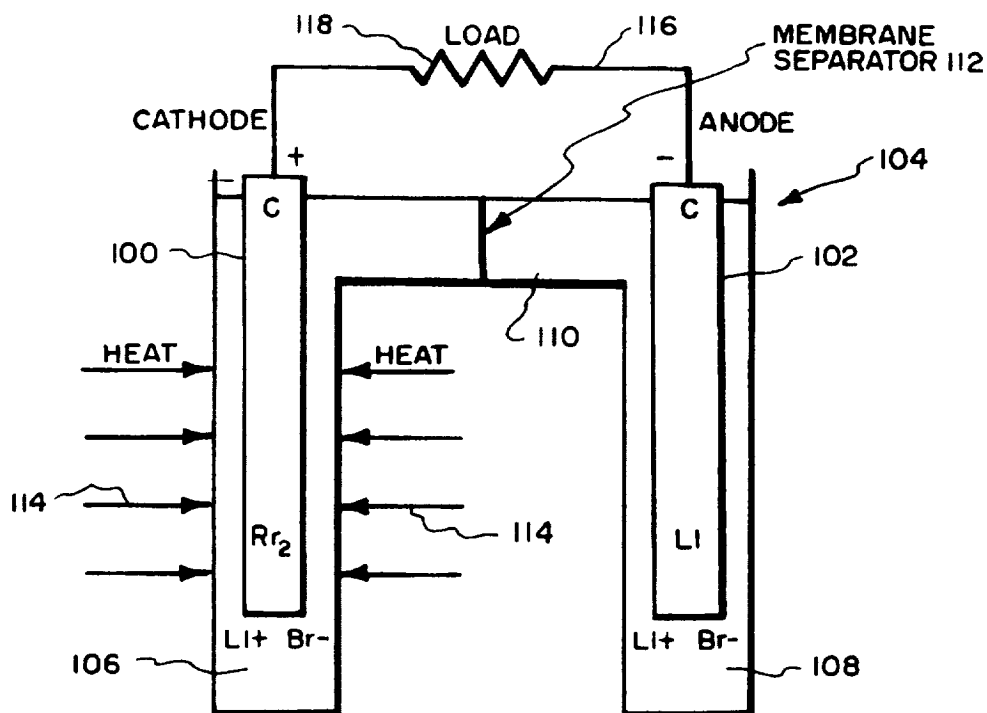 118
LOAD
116
MEMBRANE
SEPARATOR 112
CATHODE
ANODE
+
-
104
C
C
100
102
110
HEAT
HEAT
114
114
Rr2
LI
LI+ Br-
LI+ Br-
106
108